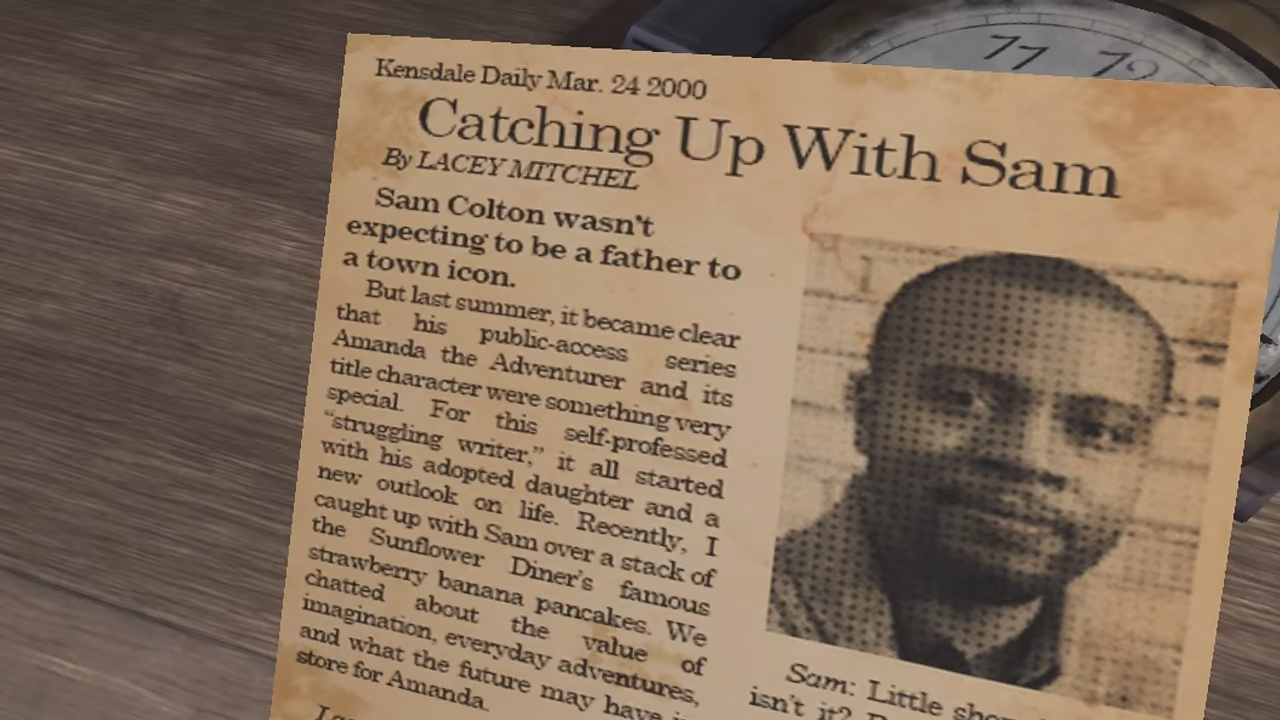 77 72
Kensdale Daily Mar. 24 2000
Catching Up With Sam
By LACEY MITCHEL
Sam Colton wasn't
expecting to be a father to
a town icon.
But last summer, it became clear
that his public-access series
Amanda the Adventurer and its
title character were something very
special. For this self-professed
“struggling writer,” it all started
with his adopted daughter and a
new outlook on life. Recently, I
caught up with Sam over a stack of
the Sunflower Diner's famous
strawberry banana pancakes. We
chatted about the value of
imagination, everyday adventures,
and what the future may have
store for Amanda.
Sam: Little
isn't it?